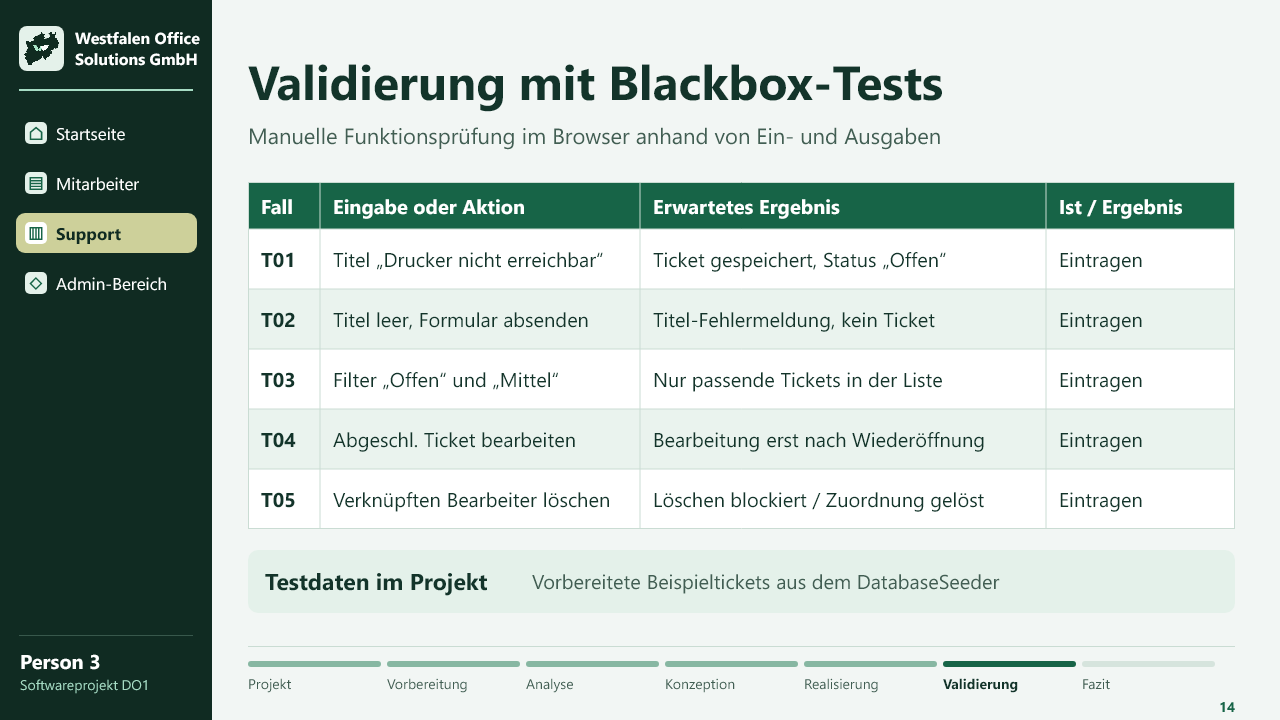 Westfalen Office
Solutions GmbH
Startseite
Mitarbeiter
Support
Admin-Bereich
Person 3
Softwareprojekt DO1
Validierung mit Blackbox-Tests
Manuelle Funktionsprüfung im Browser anhand von Ein- und Ausgaben
Fall Eingabe oder Aktion Erwartetes Ergebnis Ist / Ergebnis
T01 Titel „Drucker nicht erreichbar“ Ticket gespeichert, Status „Offen“ Eintragen
T02 Titel leer, Formular absenden Titel-Fehlermeldung, kein Ticket Eintragen
T03 Filter „Offen“ und „Mittel“ Nur passende Tickets in der Liste Eintragen
T04 Abgeschl. Ticket bearbeiten Bearbeitung erst nach Wiederöffnung Eintragen
T05 Verknüpften Bearbeiter löschen Löschen blockiert / Zuordnung gelöst Eintragen
Testdaten im Projekt Vorbereitete Beispieltickets aus dem DatabaseSeeder
Projekt Vorbereitung Analyse Konzeption Realisierung Validierung Fazit
14